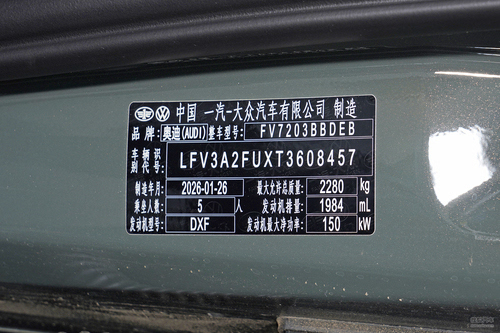 中国 一汽-大众汽车有限公司 制造
品牌: 奥迪(AUDI) 整车型号: FV7203BBDEB
车辆识别代号: LFV3A2FUXT3608457
制造年月 2026-01-26 最大允许总质量: 2280 kg
乘坐人数: 5 人 发动机排量: 1984 mL
发动机型号: DXF 发动机最大净功率: 150 kW